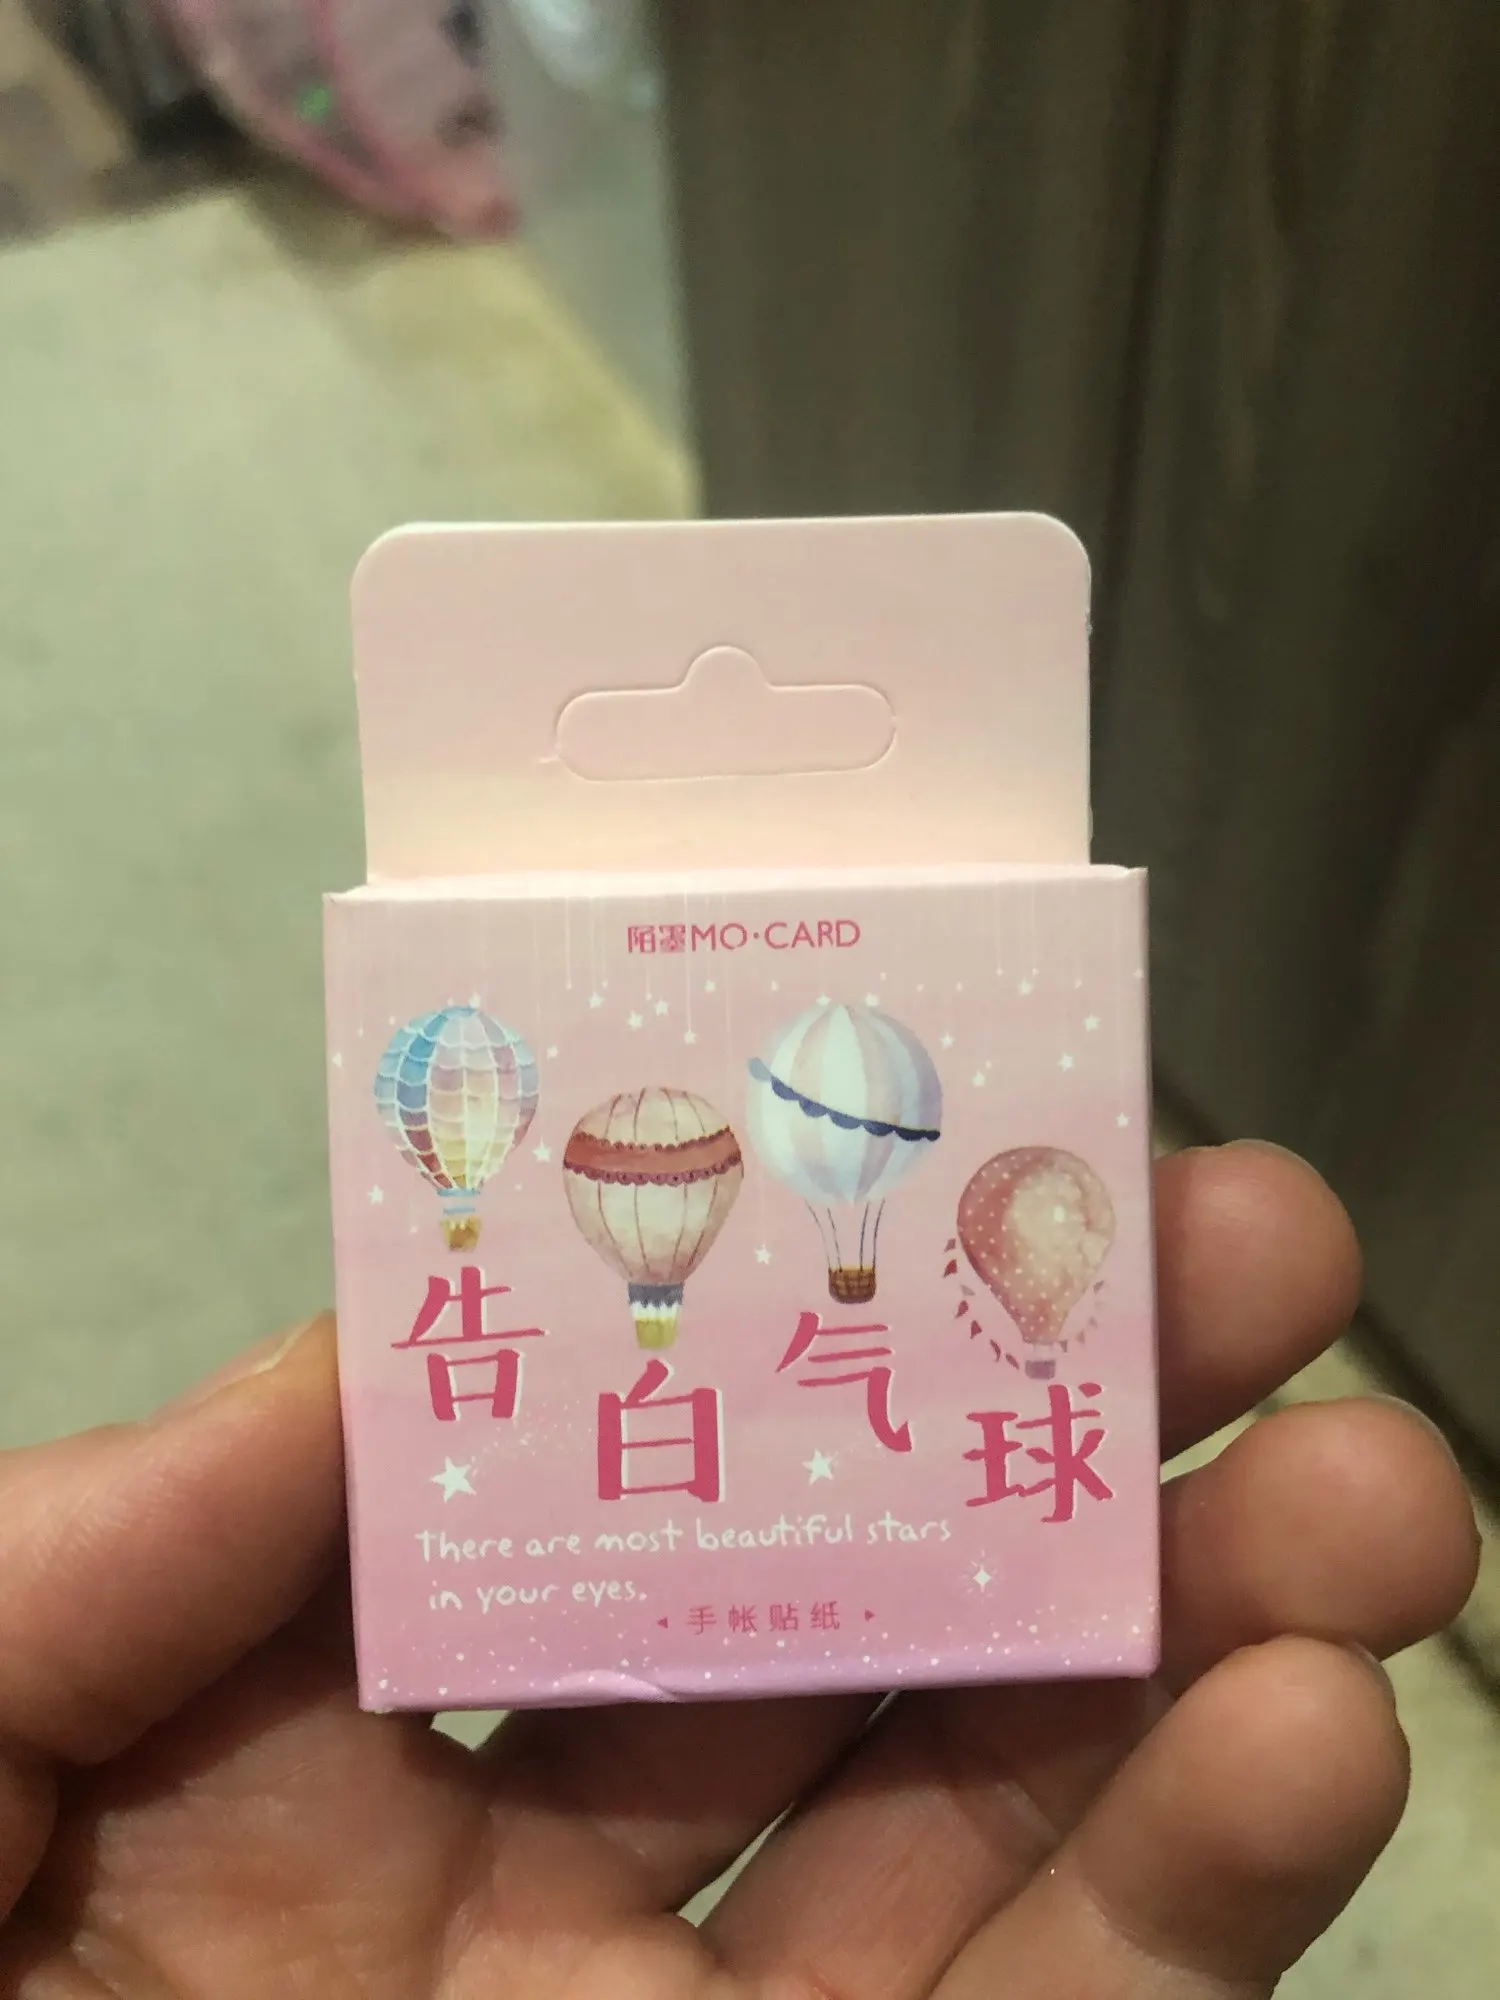 陌墨MO·CARD
告白气球
There are most beautiful stars
in your eyes.
手帐贴纸